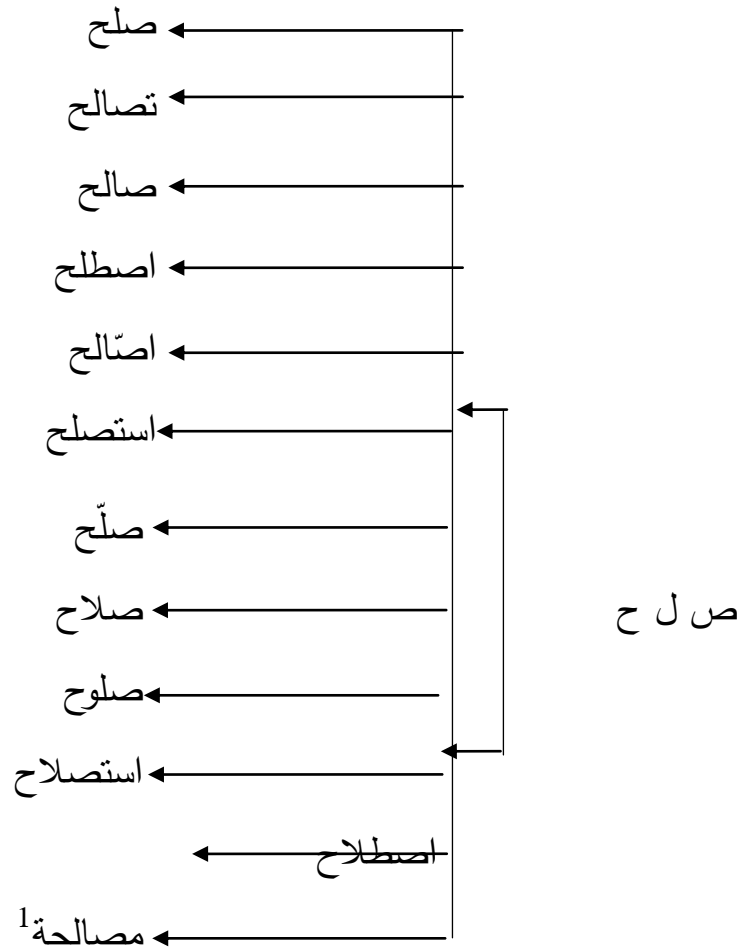 صلح
تصالح
صالح
اصطلح
اصّالح
استصلح
صلّح
صلاح
ص ل ح
صلوح
استصلاح
اصطلاح
مصالحة1